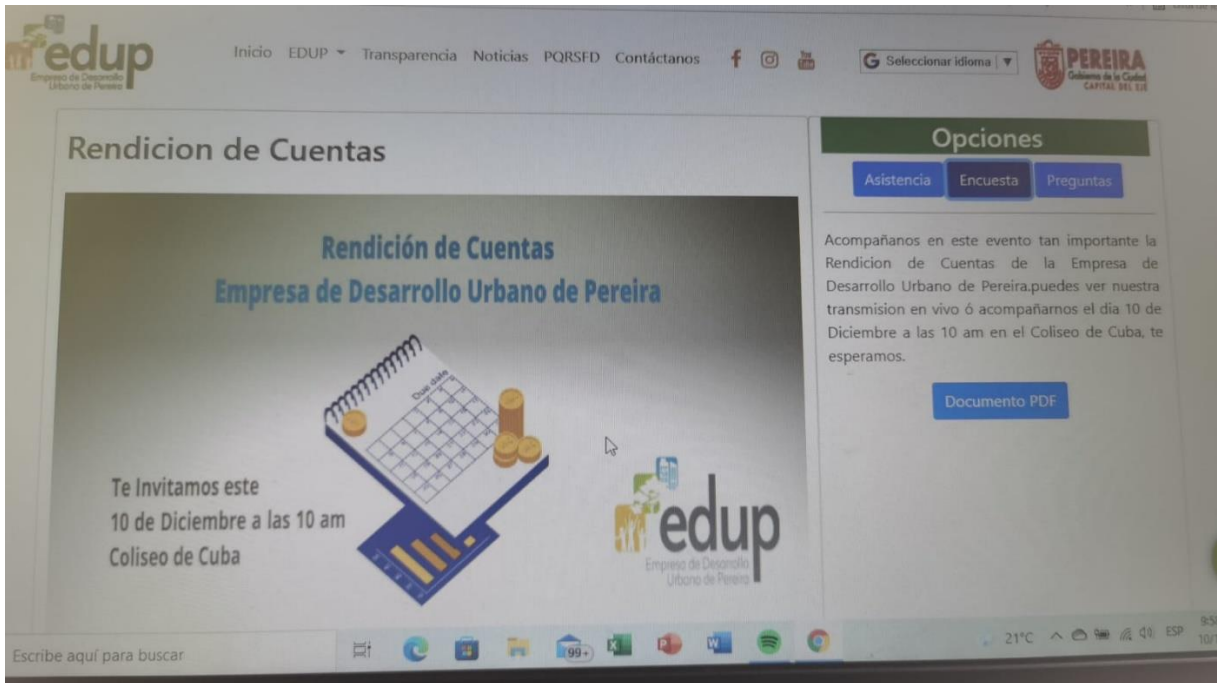 edup
Empresa de Desarrollo
Urbano de Pereira
Inicio EDUP Transparencia Noticias PQRSFD Contáctanos
You
G Seleccionar idioma
PEREIRA
Gobierno de la Ciudad
CAPITAL DEL EJE
Rendicion de Cuentas
Rendición de Cuentas
Empresa de Desarrollo Urbano de Pereira
Due date
Te Invitamos este
10 de Diciembre a las 10 am
Coliseo de Cuba
edup
Empresa de Desarrollo
Urbano de Pereira
Opciones
Asistencia Encuesta Preguntas
Acompañanos en este evento tan importante la
Rendicion de Cuentas de la Empresa de
Desarrollo Urbano de Pereira.puedes ver nuestra
transmision en vivo ó acompañarnos el dia 10 de
Diciembre a las 10 am en el Coliseo de Cuba, te
esperamos.
Documento PDF
Escribe aquí para buscar
99+
21°C ESP